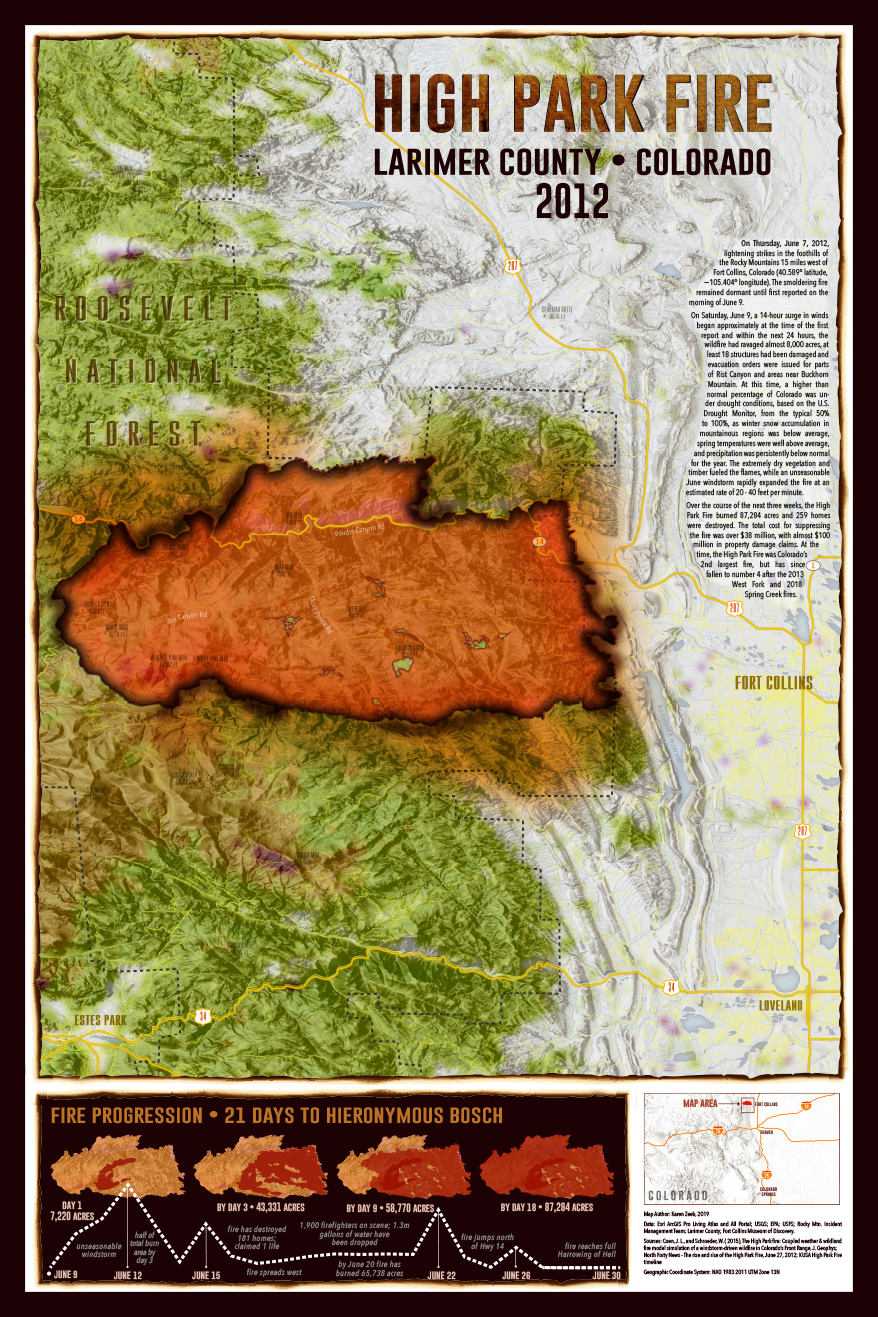 HIGH PARK FIRE
LARIMER COUNTY • COLORADO
2012
On Thursday, June 7, 2012,
lightening strikes in the foothills of
the Rocky Mountains 15 miles west of
Fort Collins, Colorado (40.589° latitude,
−105.404° longitude). The smoldering fire
remained dormant until first reported on the
morning of June 9.
On Saturday, June 9, a 14-hour surge in winds
began approximately at the time of the first
report and within the next 24 hours, the
wildfire had ravaged almost 8,000 acres, at
least 18 structures had been damaged and
evacuation orders were issued for parts
of Rist Canyon and areas near Buckhorn
Mountain. At this time, a higher than
normal percentage of Colorado was un-
der drought conditions, based on the U.S.
Drought Monitor, from the typical 50%
to 100%, as winter snow accumulation in
mountainous regions was below average,
spring temperatures were well above average,
and precipitation was persistently below normal
for the year. The extremely dry vegetation and
timber fueled the flames, while an unseasonable
June windstorm rapidly expanded the fire at an
estimated rate of 20 - 40 feet per minute.
Over the course of the next three weeks, the High
Park Fire burned 87,284 acres and 259 homes
were destroyed. The total cost for suppressing
the fire was over $38 million, with almost $100
million in property damage claims. At the
time, the High Park Fire was Colorado's
2nd largest fire, but has since
fallen to number 4 after the 2013
West Fork and 2018
Spring Creek fires.
287
ROOSEVELT
NATIONAL
FOREST
14
Poudre Canyon Rd
14
1
287
Rist Canyon Rd
Stove Prairie Rd
FORT COLLINS
287
34
34
LOVELAND
ESTES PARK
FIRE PROGRESSION • 21 DAYS TO HIERONYMOUS BOSCH
DAY 1
7,220 ACRES
BY DAY 3 • 43,331 ACRES
BY DAY 9 • 58,770 ACRES
BY DAY 18 • 87,284 ACRES
unseasonable
windstorm
half of
total burn
area by
day 3
fire has destroyed
181 homes;
claimed 1 life
fire spreads west
1,900 firefighters on scene; 1.3m
gallons of water have
been dropped
by June 20 fire has
burned 65,738 acres
fire jumps north
of Hwy 14
fire reaches full
Harrowing of Hell
JUNE 9
JUNE 12
JUNE 15
JUNE 22
JUNE 26
JUNE 30
MAP AREA
FORT COLLINS
DENVER
COLORADO
SPRINGS
COLORADO
Map Author: Karen Zeeb, 2019
Data: Esri ArcGIS Pro Living Atlas and All Portal; USGS; EPA; USFS; Rocky Mtn. Incident
Management Team; Larimer County; Fort Collins Museum of Discovery.
Sources: Coen, J. L., and Schroeder, W. ( 2015), The High Park fire: Coupled weather & wildland
fire model simulation of a windstorm-driven wildfire in Colorado's Front Range, J. Geophys;
North Forty News - The rise and rise of the High Park Fire, June 27, 2012; KUSA High Park Fire
timeline
Geographic Coordinate System: NAD 1983 2011 UTM Zone 13N